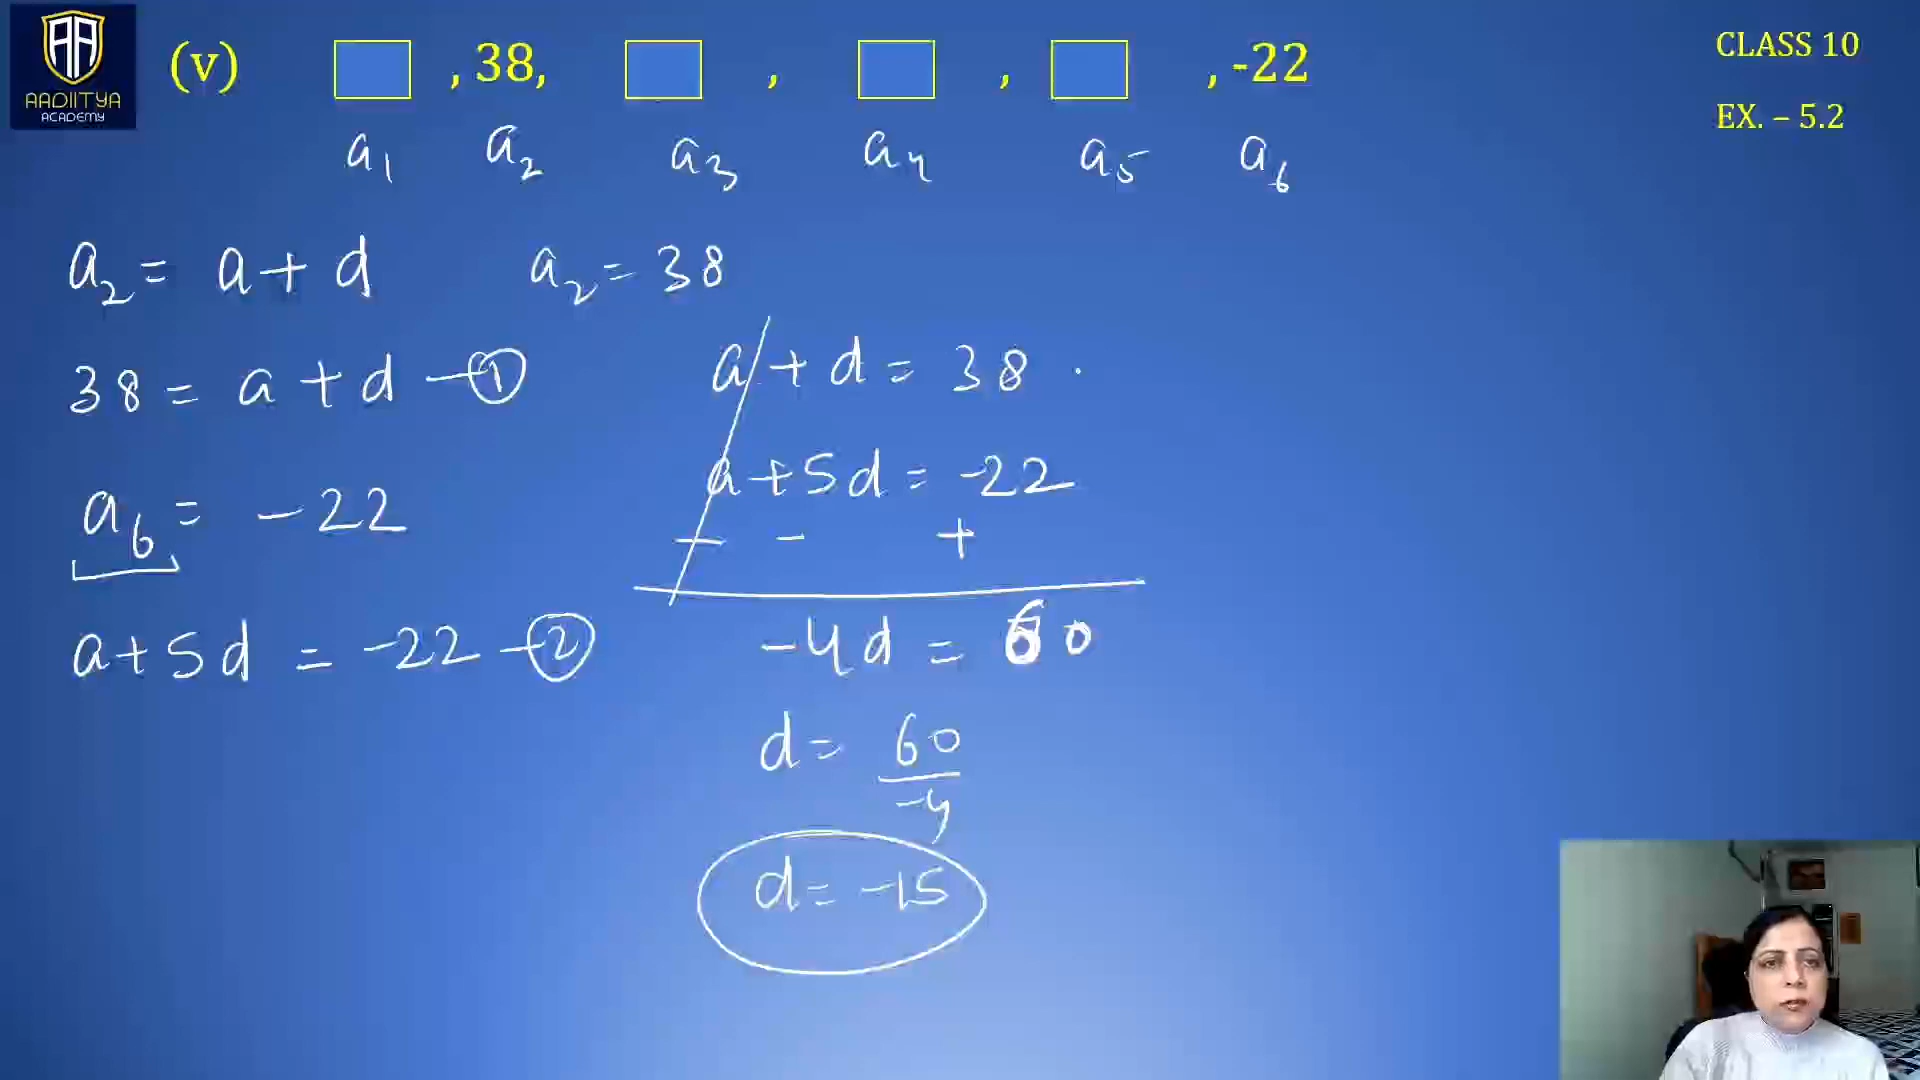 AADIITYA
ACADEMY
(v) , 38, , , , -22
CLASS 10
EX. – 5.2
a1 a2 a3 a4 a5 a6
a2 = a + d a2 = 38
38 = a + d — ①
a + d = 38 .
a6 = -22
a + 5d = -22
- - +
a + 5d = -22 — ②
-4d = 60
d = 60
-4
d = -15